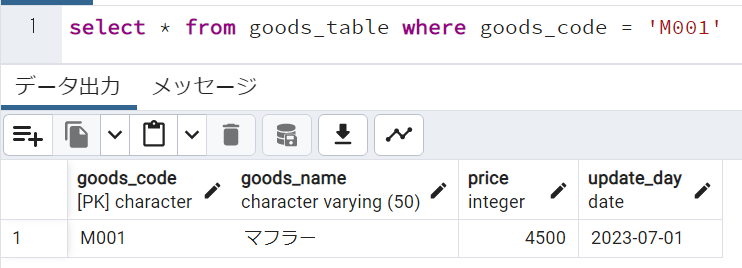 1 select * from goods_table where goods_code = 'M001'
データ出力 メッセージ
goods_code goods_name price update_day
[PK] character character varying (50) integer date
1 M001 マフラー 4500 2023-07-01